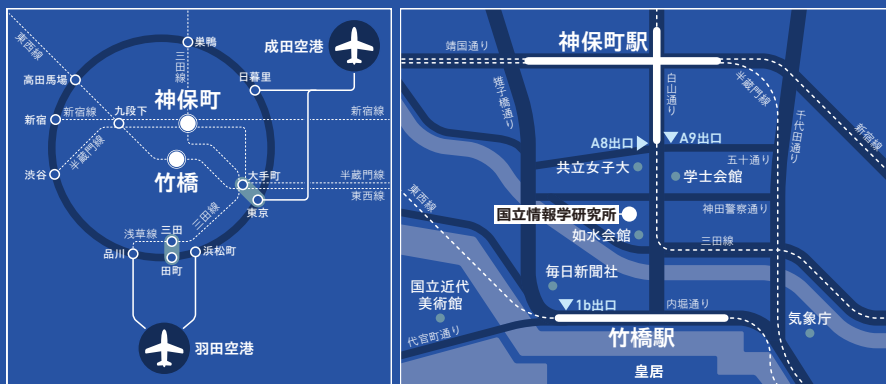 東西線
巣鴨
成田空港
三田線
高田馬場
日暮里
神保町
新宿
新宿線
九段下
新宿線
半蔵門線
竹橋
渋谷
大手町
半蔵門線
東西線
東京
三田線
浅草線
三田
品川
田町
浜松町
羽田空港
靖国通り
神保町駅
雉子橋通り
白山通り
半蔵門線
千代田通り
新宿線
A8出口
A9出口
五十通り
共立女子大
学士会館
東西線
国立情報学研究所
神田警察通り
如水会館
三田線
毎日新聞社
国立近代
美術館
1b出口
内堀通り
代官町通り
竹橋駅
気象庁
皇居